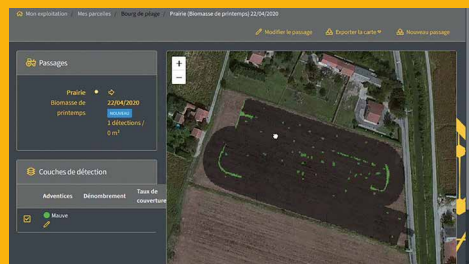 Mon exploitation / Mes parcelles / Bourg de péage / Prairie (Biomasse de printemps) 22/04/2020
Modifier le passage Exporter la carte Nouveau passage
Passages
Prairie
Biomasse de printemps
22/04/2020
NOUVEAU
1 détections /
0 m²
+
−
Couches de détection
Adventices Dénombrement Taux de couverture
Mauve